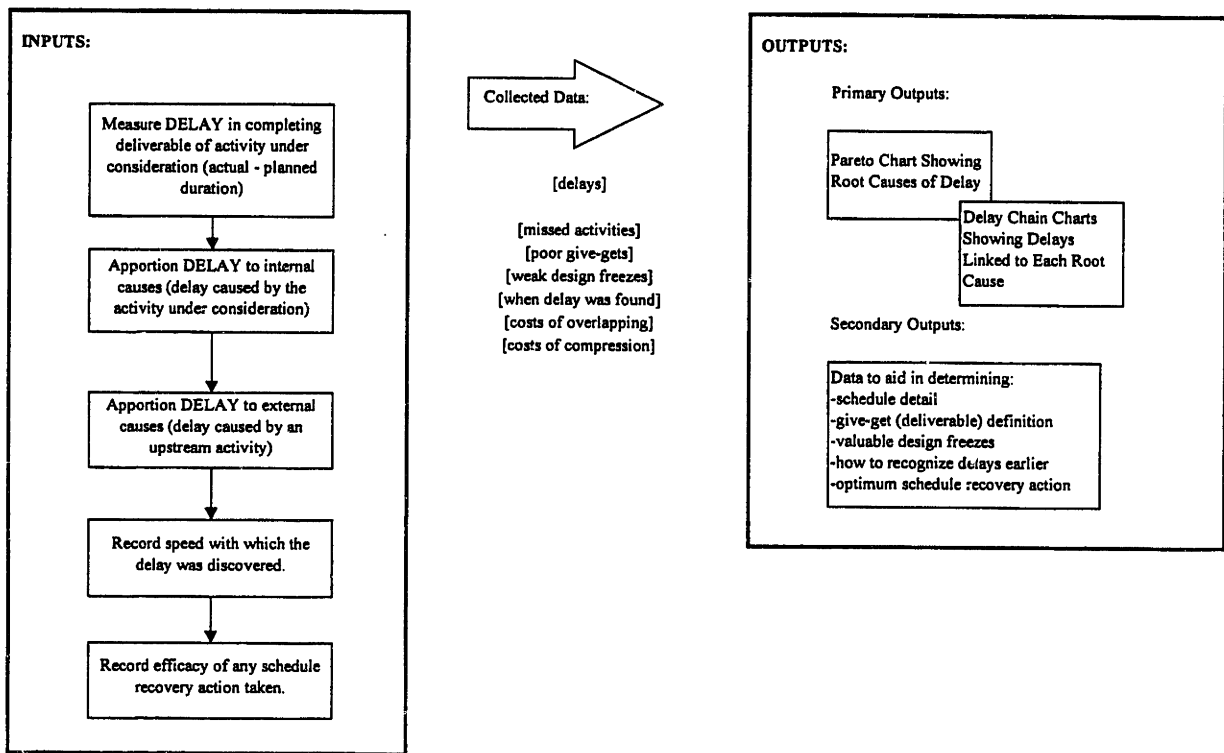 INPUTS:
Measure DELAY in completing
deliverable of activity under
consideration (actual - planned
duration)
Apportion DELAY to internal
causes (delay caused by the
activity under consideration)
Apportion DELAY to external
causes (delay caused by an
upstream activity)
Record speed with which the
delay was discovered.
Record efficacy of any schedule
recovery action taken.
Collected Data:
[delays]
[missed activities]
[poor give-gets]
[weak design freezes]
[when delay was found]
[costs of overlapping]
[costs of compression]
OUTPUTS:
Primary Outputs:
Pareto Chart Showing
Root Causes of Delay
Delay Chain Charts
Showing Delays
Linked to Each Root
Cause
Secondary Outputs:
Data to aid in determining:
-schedule detail
-give-get (deliverable) definition
-valuable design freezes
-how to recognize delays earlier
-optimum schedule recovery action